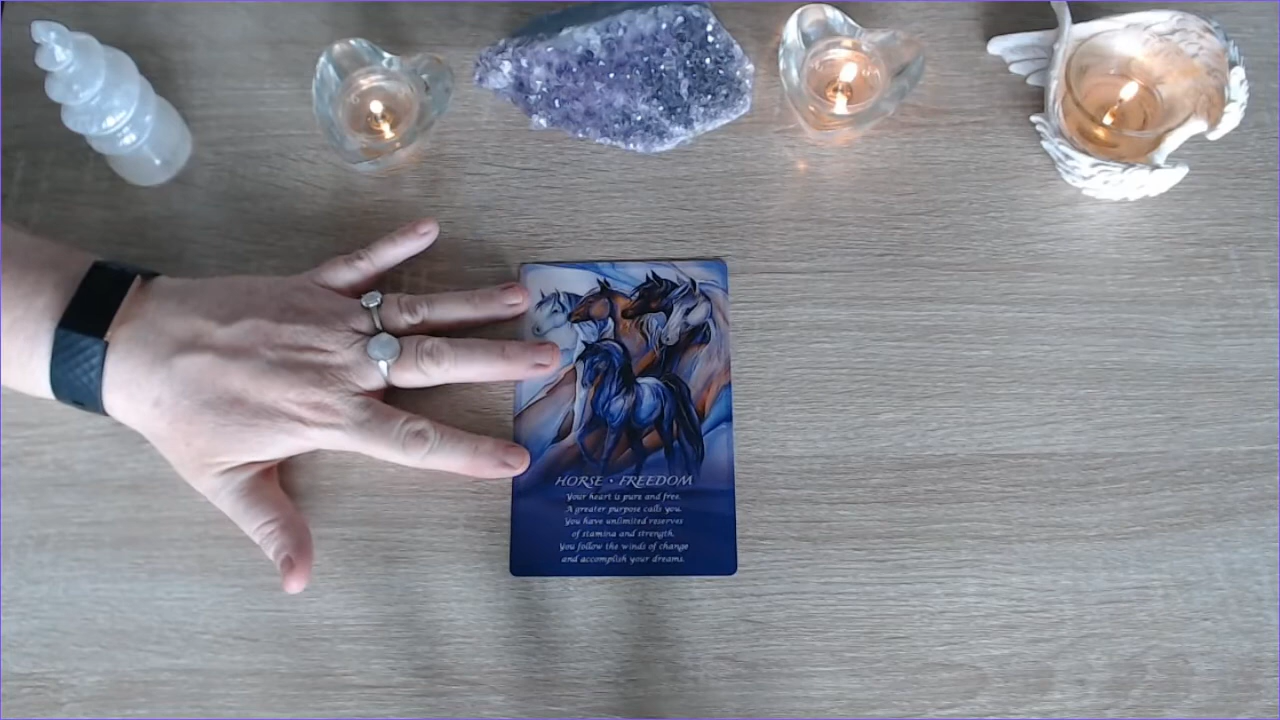 HORSE • FREEDOM
Your heart is pure and free.
A greater purpose calls you.
You have unlimited reserves
of stamina and strength.
You follow the winds of change
and accomplish your dreams.